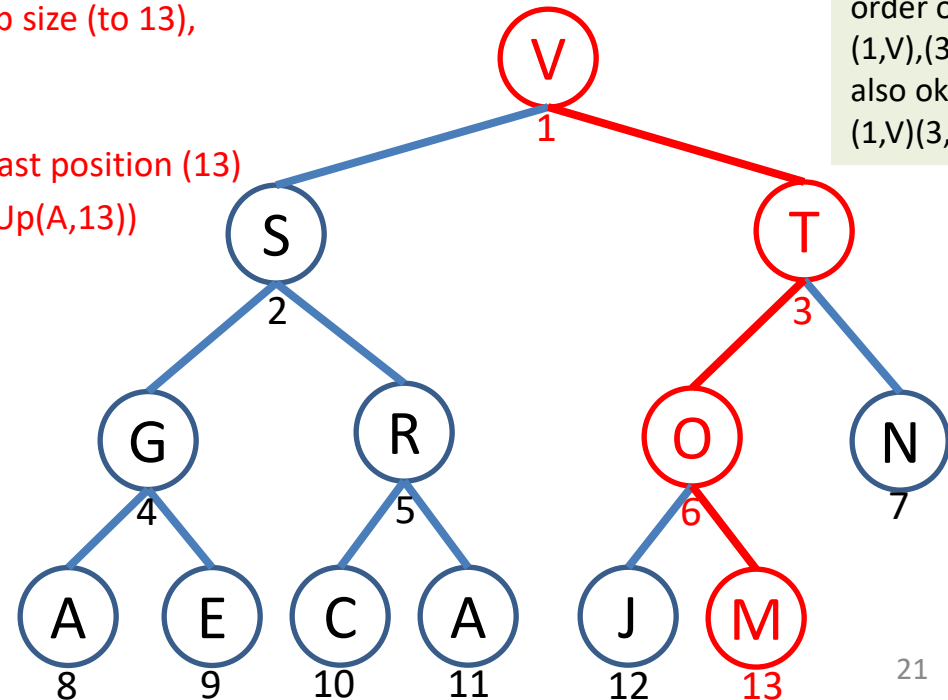 p size (to 13),
ast position (13)
Up(A,13))
order o
(1,V),(3
also ok
(1,V)(3,
V
1
S
T
2
3
G
R
O
N
4
5
6
7
A
E
C
A
J
M
8
9
10
11
12
13
21